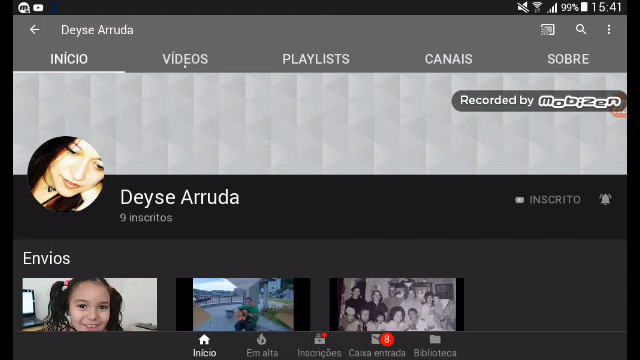 99% 15:41
Deyse Arruda
INÍCIO VÍDEOS PLAYLISTS CANAIS SOBRE
Recorded by MOBIZEN
Deyse Arruda
9 inscritos
INSCRITO
Envios
8
Início Em alta Inscrições Caixa entrada Biblioteca